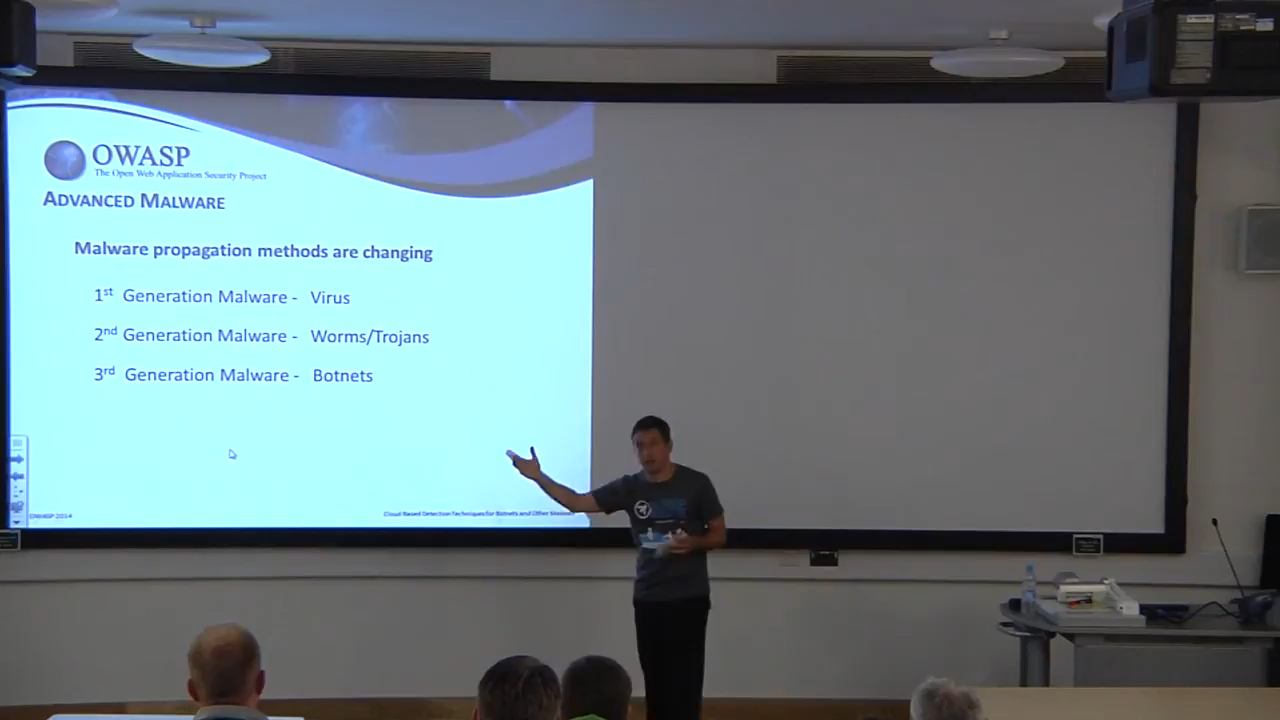 OWASP
The Open Web Application Security Project
ADVANCED MALWARE
Malware propagation methods are changing
1st Generation Malware - Virus
2nd Generation Malware - Worms/Trojans
3rd Generation Malware - Botnets
OWASP 2014
Cloud Based Detection Techniques for Botnets and Other Malware